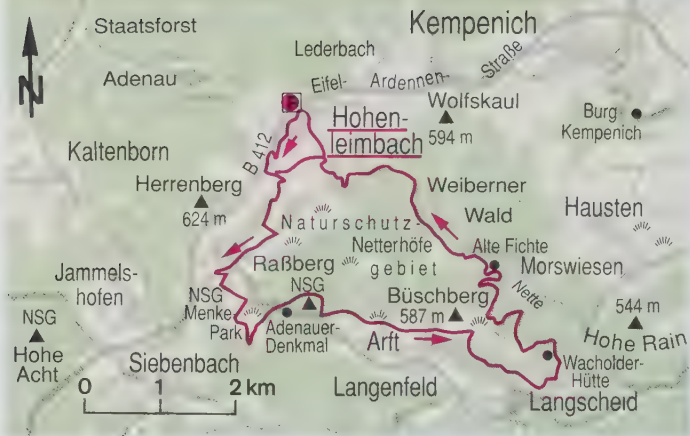 Kempenich
Staatsforst
Lederbach
Eifel- Ardennen- Straße
Adenau
N
P
Wolfskaul
594 m
Burg
Kempenich
Hohen-
leimbach
B 412
Kaltenborn
Herrenberg
624 m
Weiberner
Wald
Hausten
Naturschutz-
Netterhöfe
gebiet
Alte Fichte
Raßberg
Morswiesen
Jammels-
hofen
NSG
Menke-
Park
NSG
Büschberg
587 m
Nette
544 m
Hohe Rain
NSG
Hohe
Acht
Adenauer-
Denkmal
Arft
Wacholder-
Hütte
Siebenbach
Langenfeld
Langscheid
0 1 2 km